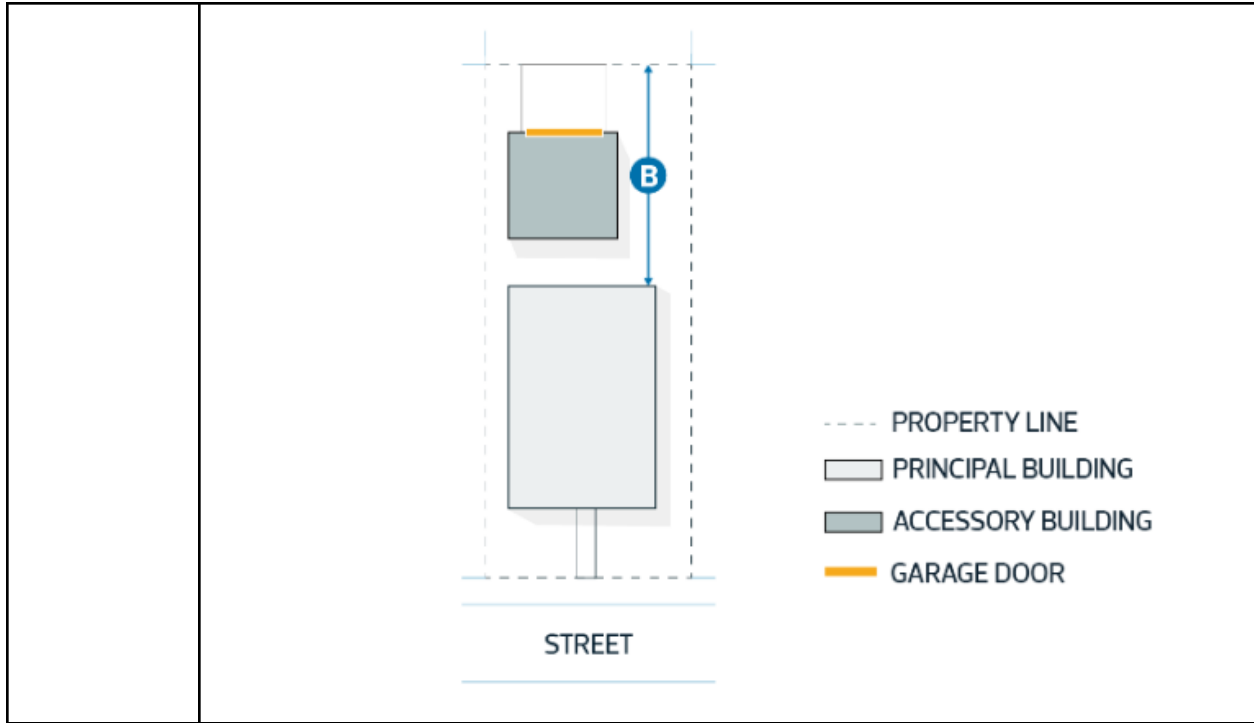 B
PROPERTY LINE
PRINCIPAL BUILDING
ACCESSORY BUILDING
GARAGE DOOR
STREET